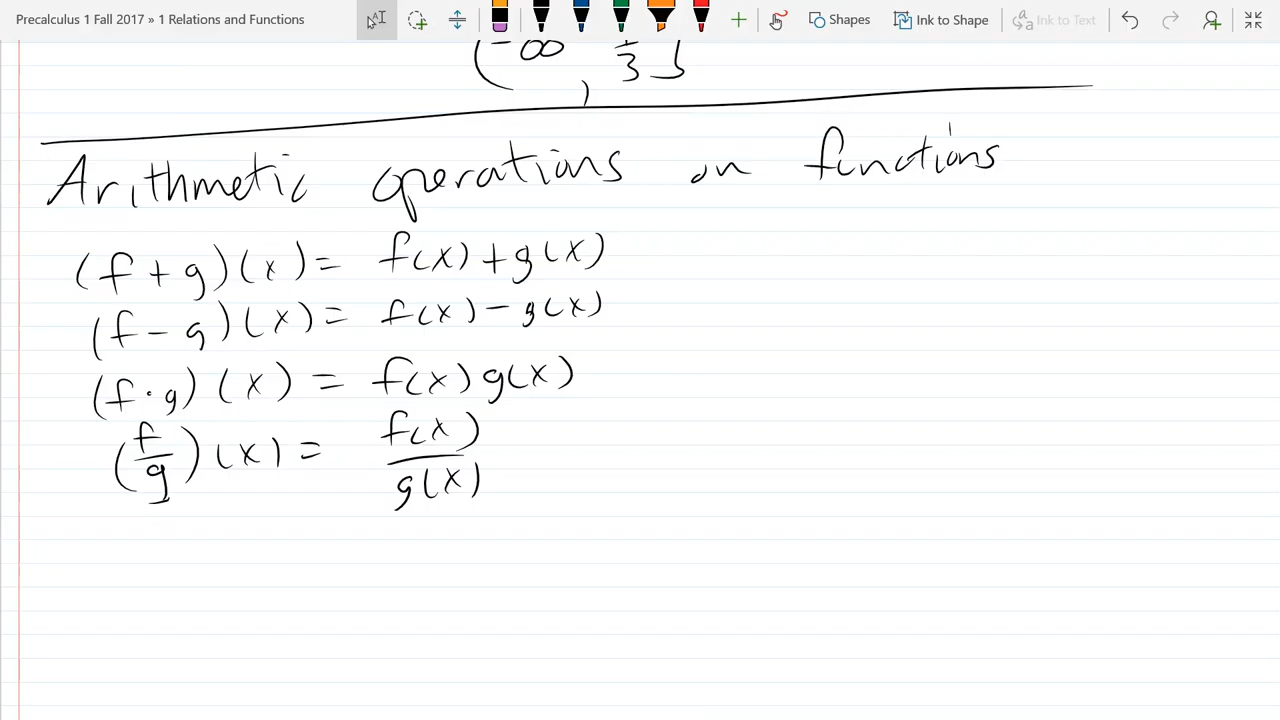 Precalculus 1 Fall 2017 » 1 Relations and Functions Shapes Ink to Shape Ink to Text
(-∞, 1/3]
Arithmetic operations on functions
(f+g)(x) = f(x)+g(x)
(f-g)(x) = f(x)-g(x)
(f·g)(x) = f(x)g(x)
(f/g)(x) = f(x)/g(x)